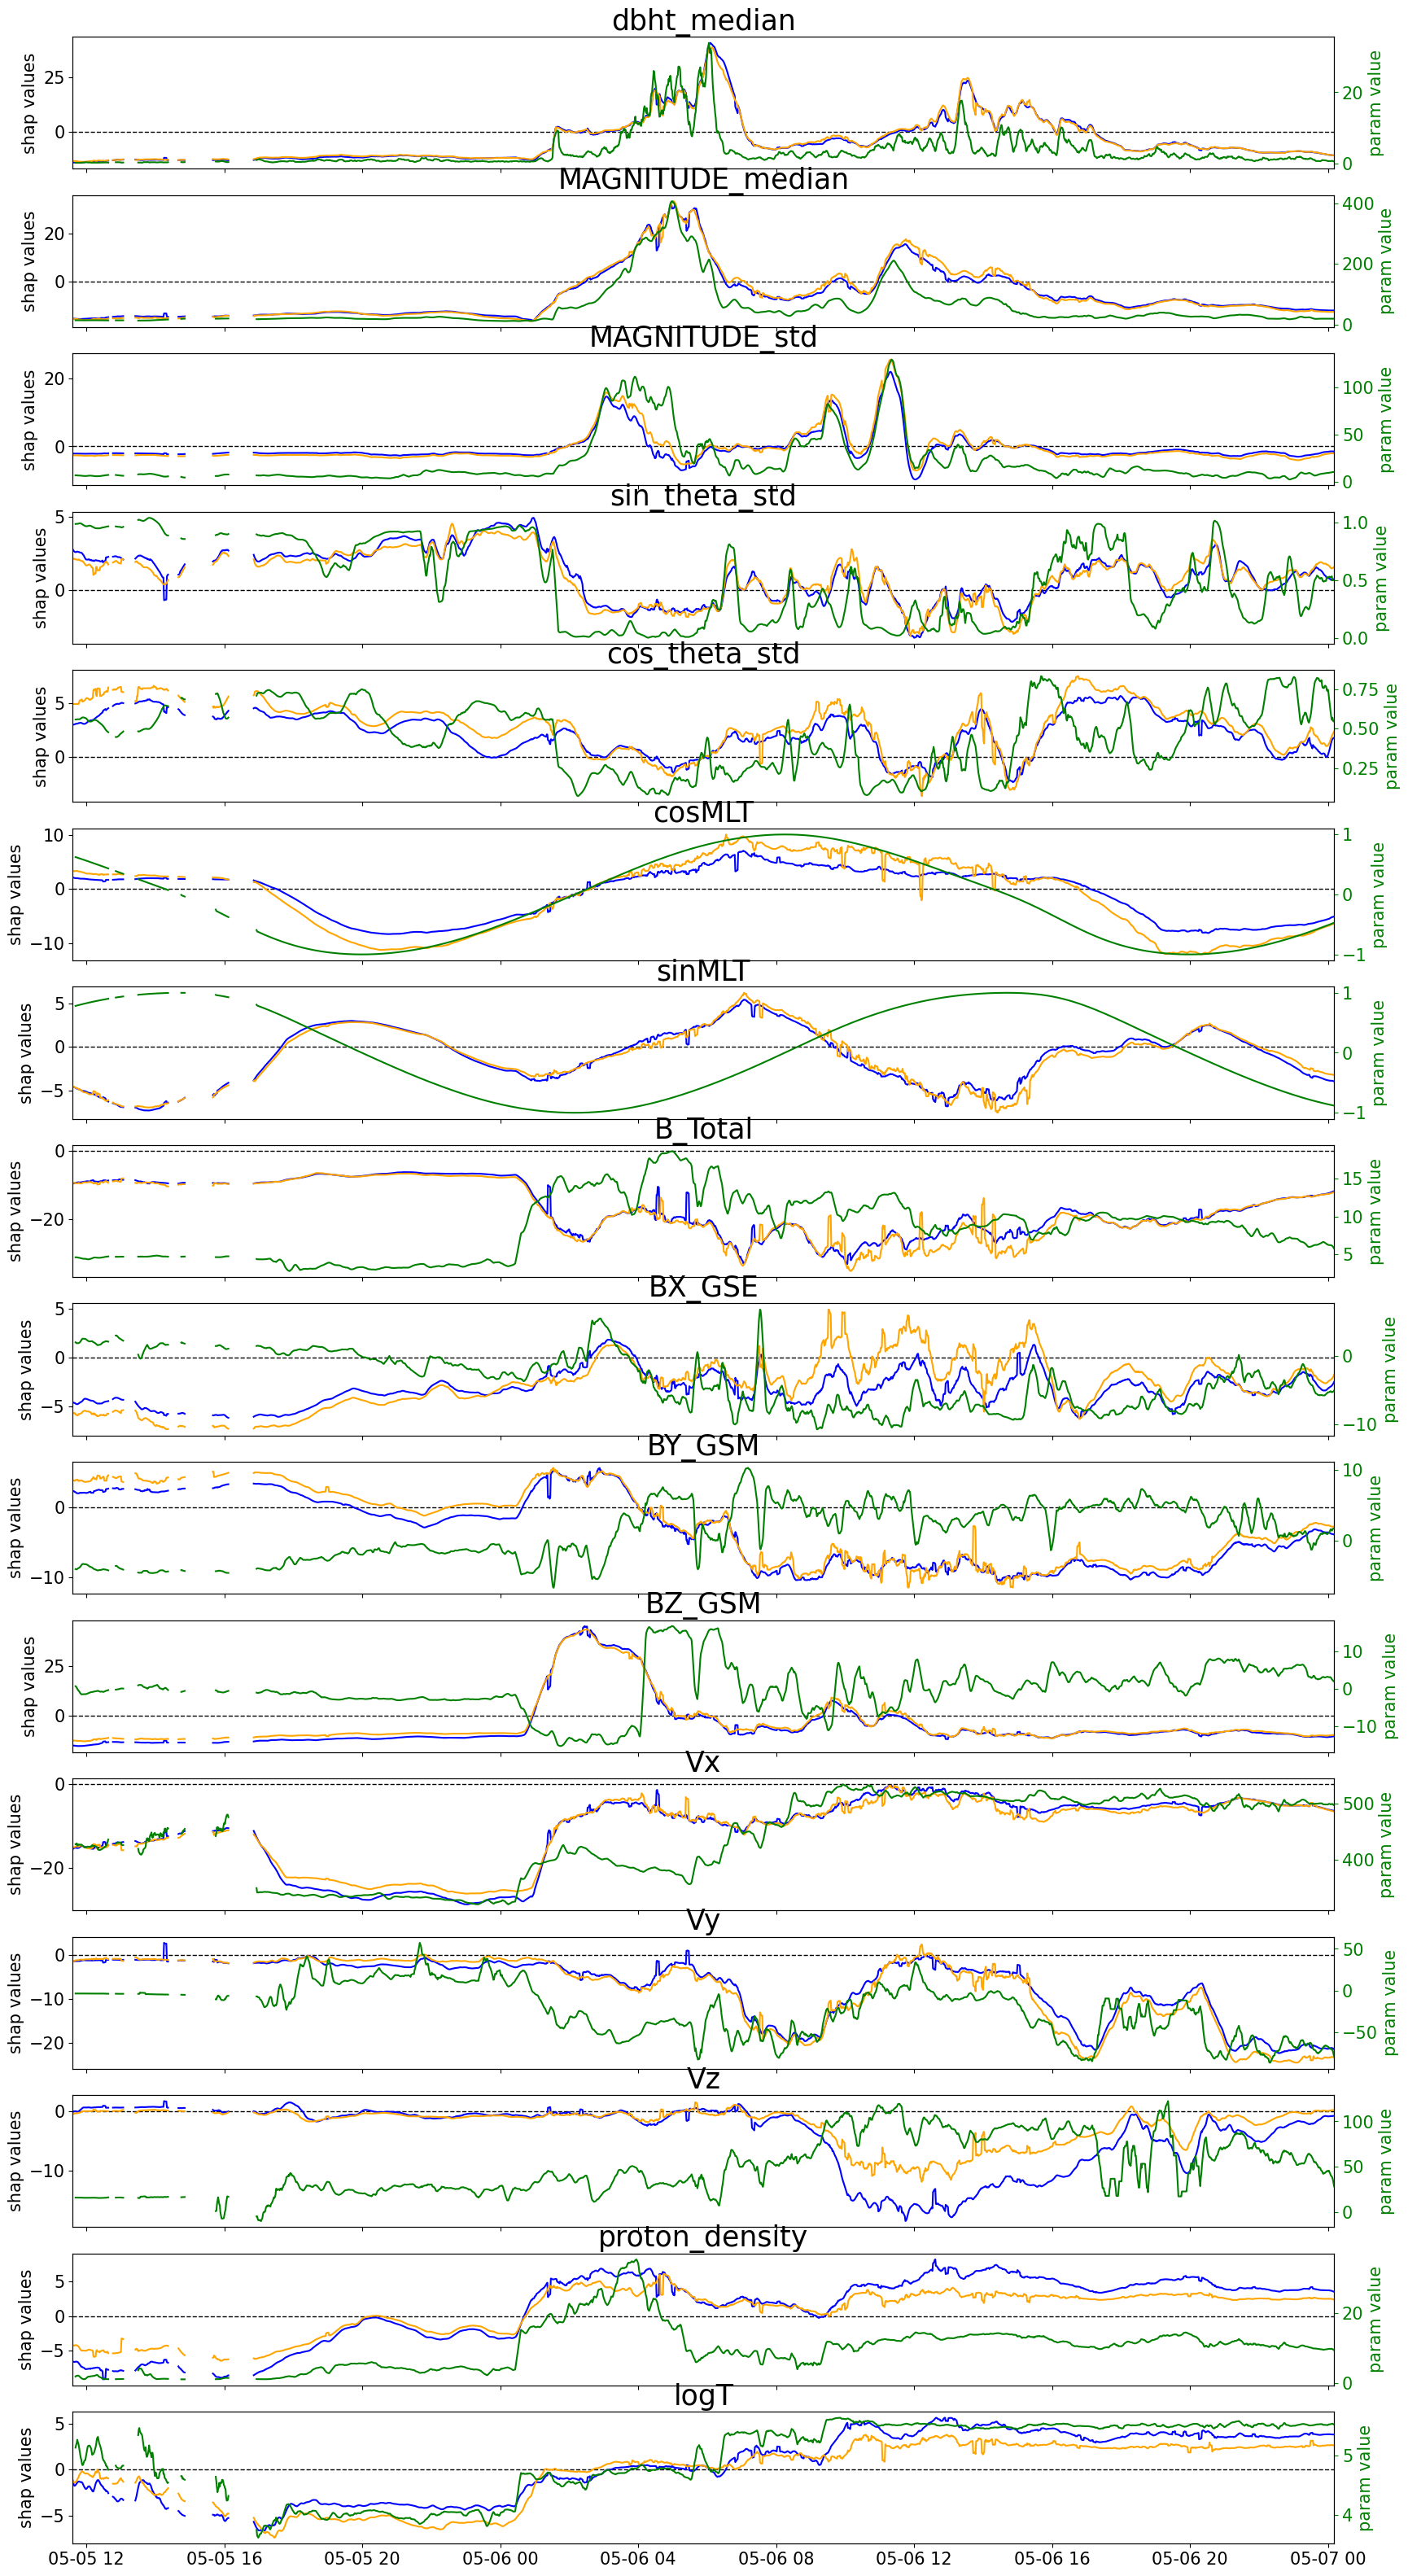 dbht_median
shap values
25
0
20
0
param value
MAGNITUDE_median
shap values
20
0
400
200
0
param value
MAGNITUDE_std
shap values
20
0
100
50
0
param value
sin_theta_std
shap values
5
0
1.0
0.5
0.0
param value
cos_theta_std
shap values
5
0
0.75
0.50
0.25
param value
cosMLT
shap values
10
0
−10
1
0
−1
param value
sinMLT
shap values
5
0
−5
1
0
−1
param value
B_Total
shap values
0
−20
15
10
5
param value
BX_GSE
shap values
5
0
−5
0
−10
param value
BY_GSM
shap values
0
−10
10
0
param value
BZ_GSM
shap values
25
0
10
0
−10
param value
Vx
shap values
0
−20
500
400
param value
Vy
shap values
0
−10
−20
50
0
−50
param value
Vz
shap values
0
−10
100
50
0
param value
proton_density
shap values
5
0
−5
20
0
param value
logT
shap values
5
0
−5
5
4
param value
05-05 12 05-05 16 05-05 20 05-06 00 05-06 04 05-06 08 05-06 12 05-06 16 05-06 20 05-07 00